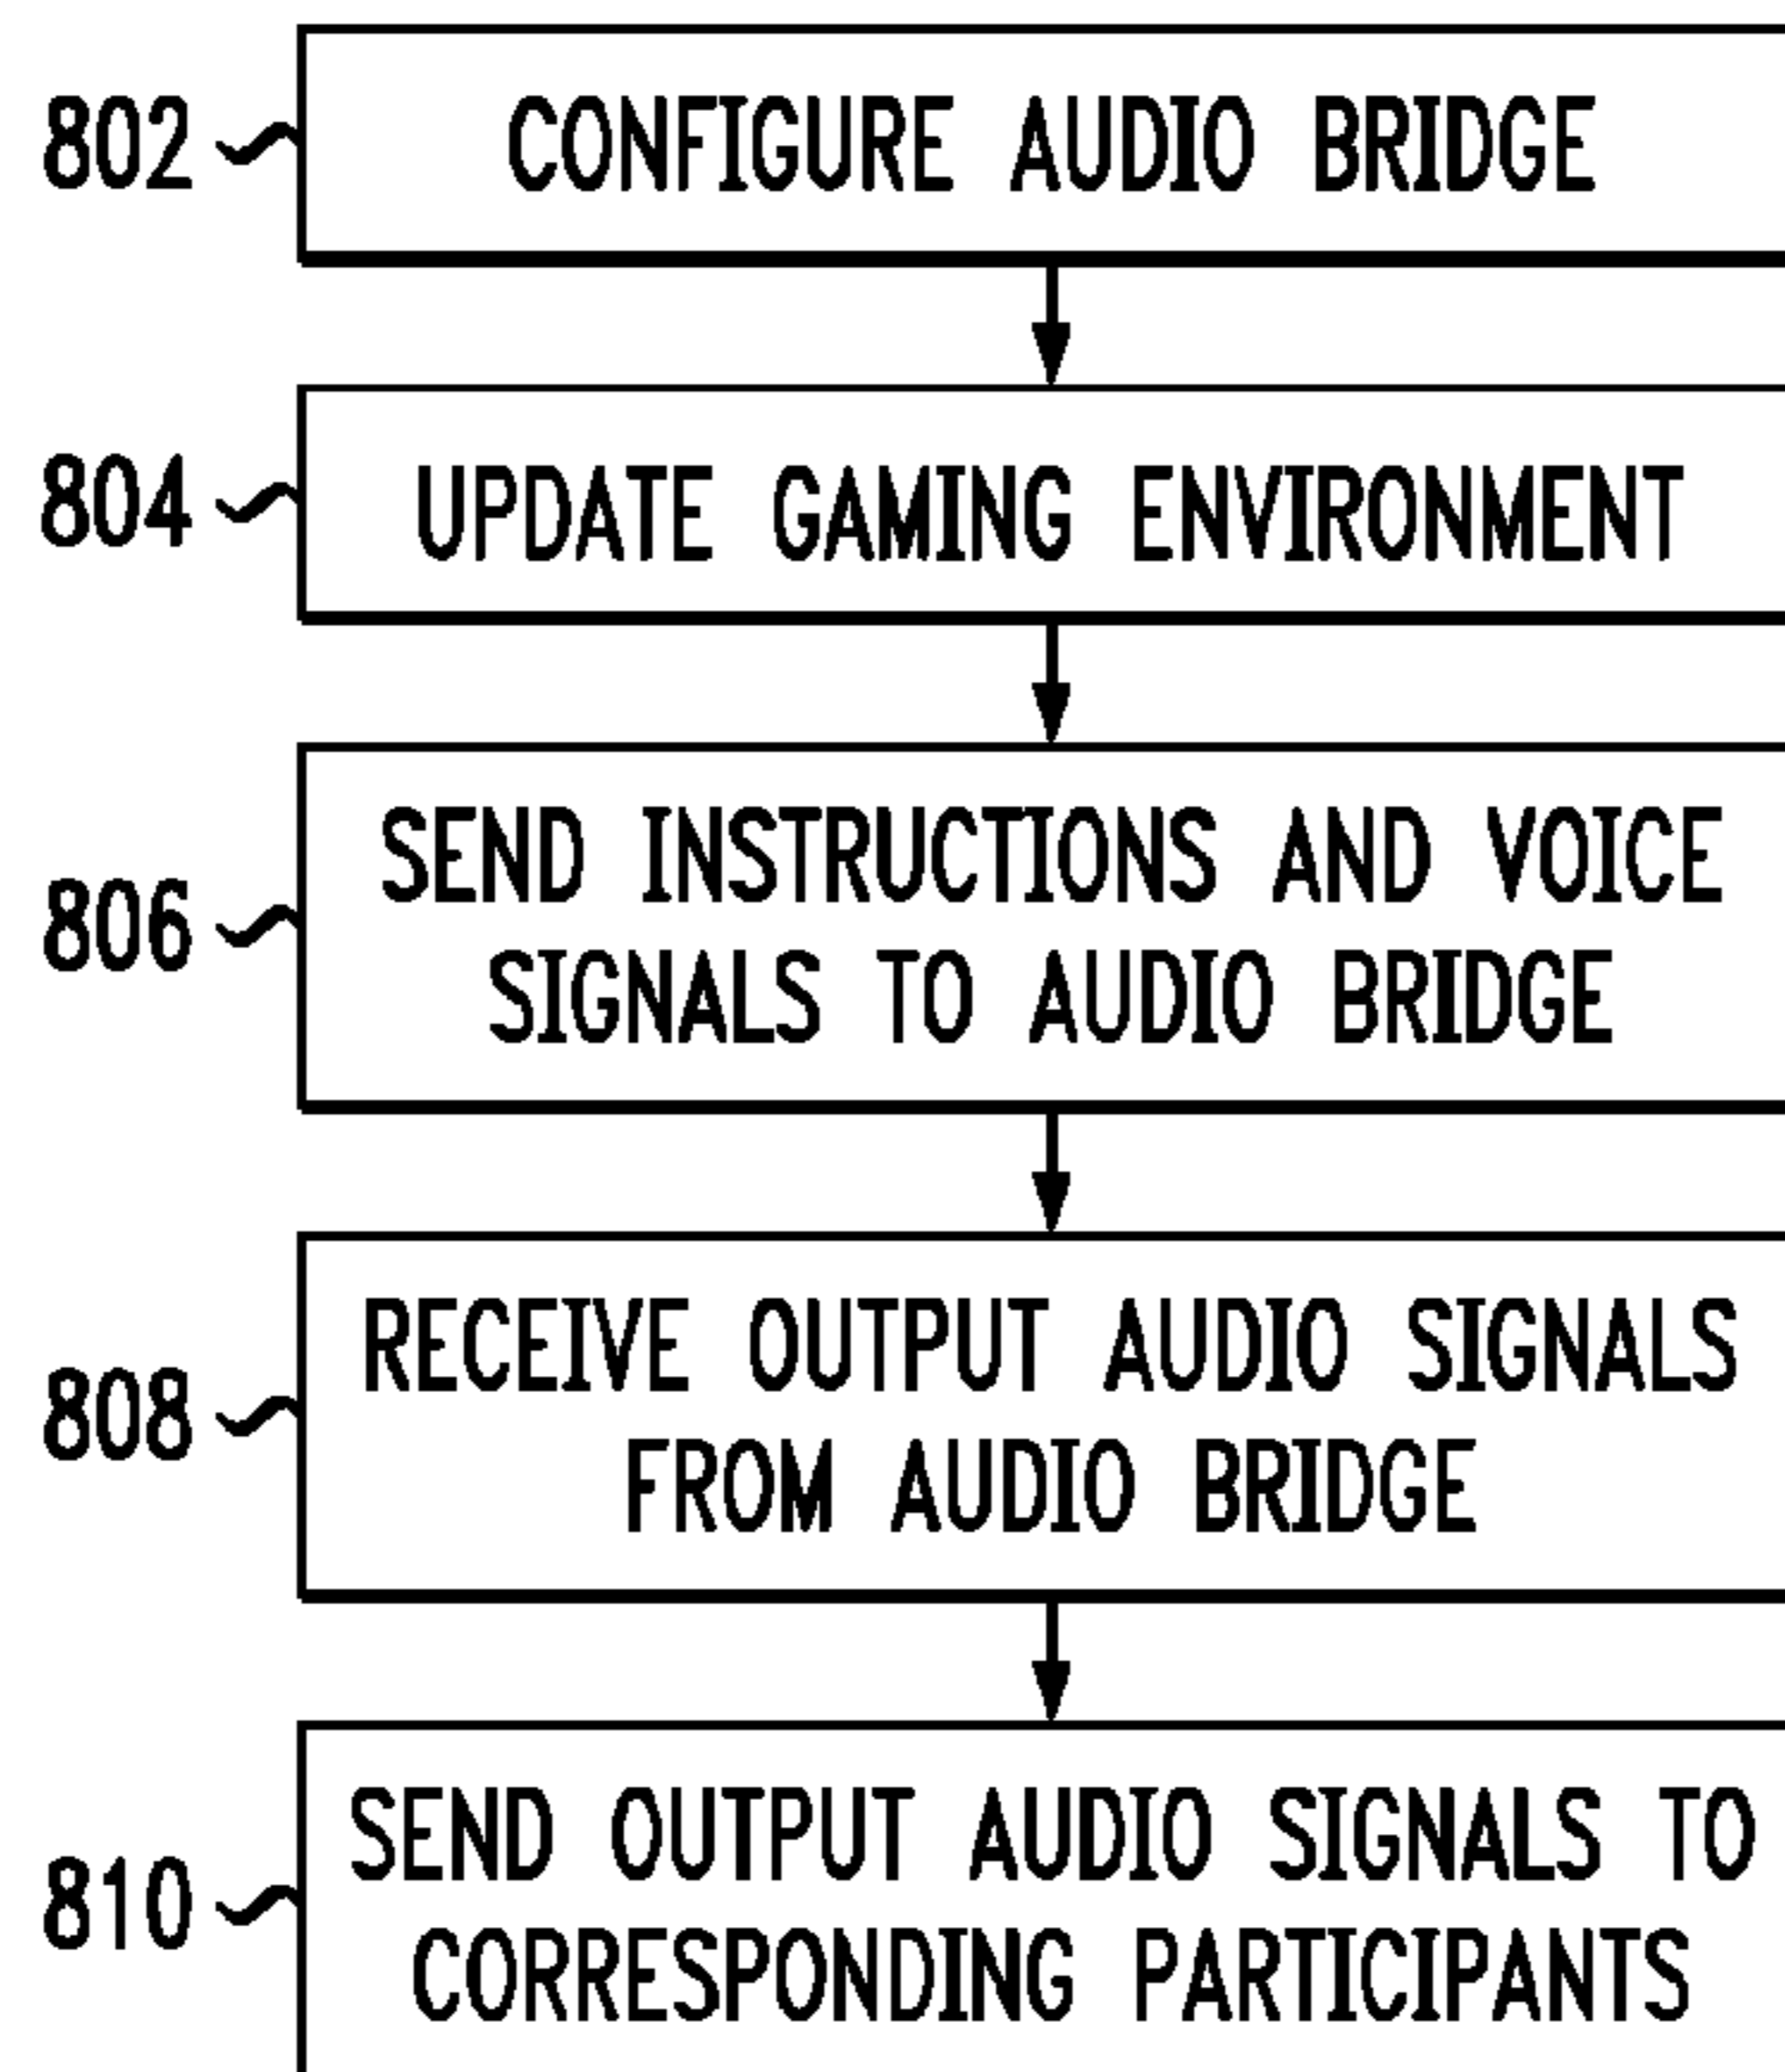 802
CONFIGURE AUDIO BRIDGE
804
UPDATE GAMING ENVIRONMENT
806
SEND INSTRUCTIONS AND VOICE
SIGNALS TO AUDIO BRIDGE
808
RECEIVE OUTPUT AUDIO SIGNALS
FROM AUDIO BRIDGE
810
SEND OUTPUT AUDIO SIGNALS TO
CORRESPONDING PARTICIPANTS